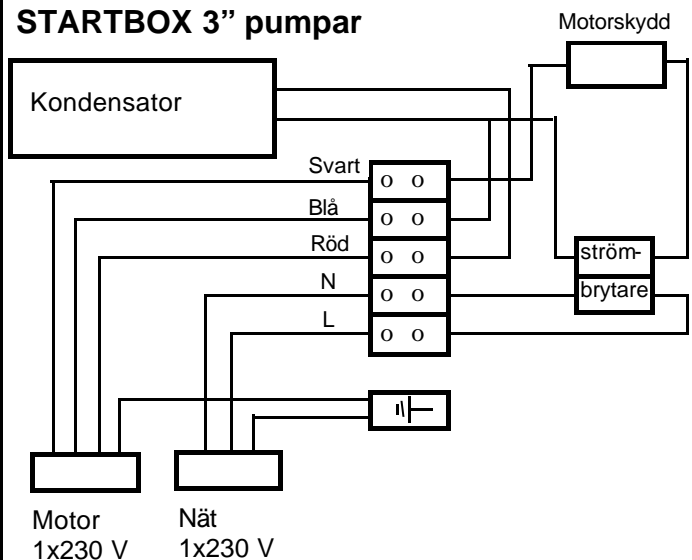 STARTBOX 3” pumpar
Motorskydd
Kondensator
Svart
o o
Blå
o o
Röd
o o
N
o o
L
o o
ström-
brytare
Motor
1x230 V
Nät
1x230 V